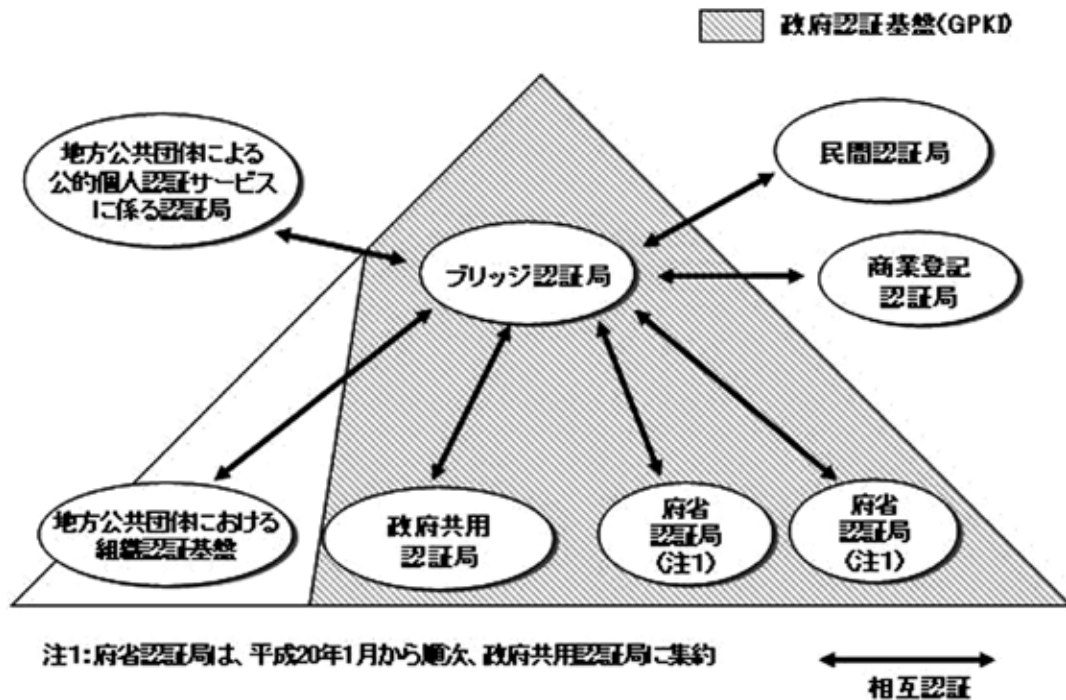 政府認証基盤(GPKI)
地方公共団体による
公的個人認証サービス
に係る認証局
民間認証局
ブリッジ認証局
商業登記
認証局
地方公共団体における
組織認証基盤
政府共用
認証局
府省
認証局
(注1)
府省
認証局
(注1)
注1:府省認証局は、平成20年1月から順次、政府共用認証局に集約
相互認証